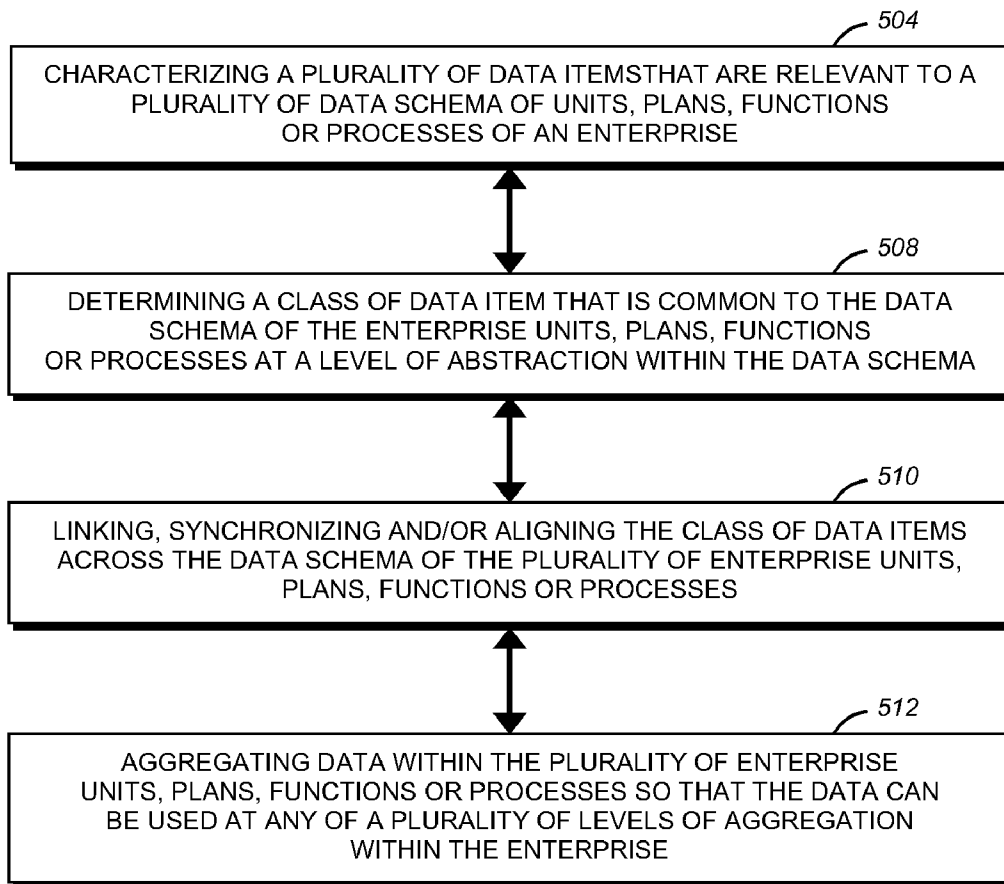 504
CHARACTERIZING A PLURALITY OF DATA ITEMSTHAT ARE RELEVANT TO A
PLURALITY OF DATA SCHEMA OF UNITS, PLANS, FUNCTIONS
OR PROCESSES OF AN ENTERPRISE
508
DETERMINING A CLASS OF DATA ITEM THAT IS COMMON TO THE DATA
SCHEMA OF THE ENTERPRISE UNITS, PLANS, FUNCTIONS
OR PROCESSES AT A LEVEL OF ABSTRACTION WITHIN THE DATA SCHEMA
510
LINKING, SYNCHRONIZING AND/OR ALIGNING THE CLASS OF DATA ITEMS
ACROSS THE DATA SCHEMA OF THE PLURALITY OF ENTERPRISE UNITS,
PLANS, FUNCTIONS OR PROCESSES
512
AGGREGATING DATA WITHIN THE PLURALITY OF ENTERPRISE
UNITS, PLANS, FUNCTIONS OR PROCESSES SO THAT THE DATA CAN
BE USED AT ANY OF A PLURALITY OF LEVELS OF AGGREGATION
WITHIN THE ENTERPRISE